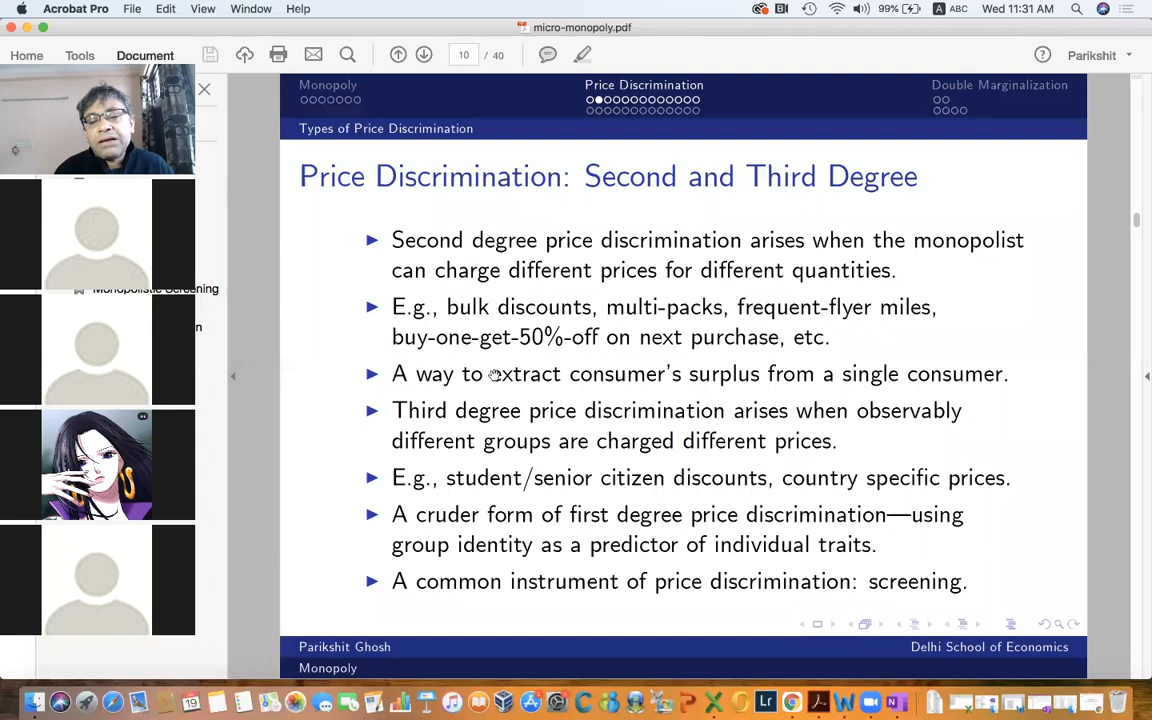 Acrobat Pro File Edit View Window Help 99% A ABC Wed 11:31 AM
micro-monopoly.pdf
Home Tools Document 10 / 40 Parikshit
Monopoly Price Discrimination Double Marginalization
Types of Price Discrimination
Price Discrimination: Second and Third Degree
Second degree price discrimination arises when the monopolist
can charge different prices for different quantities.
E.g., bulk discounts, multi-packs, frequent-flyer miles,
buy-one-get-50%-off on next purchase, etc.
A way to extract consumer's surplus from a single consumer.
Third degree price discrimination arises when observably
different groups are charged different prices.
E.g., student/senior citizen discounts, country specific prices.
A cruder form of first degree price discrimination—using
group identity as a predictor of individual traits.
A common instrument of price discrimination: screening.
Monopolistic Screening
Parikshit Ghosh Delhi School of Economics
Monopoly
19 Lr